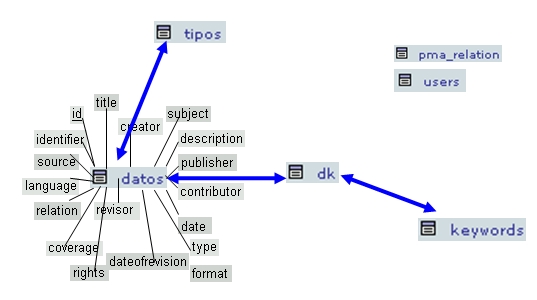 tipos
pma_relation
users
title
id
creator
subject
identifier
description
source
publisher
language
datos
contributor
dk
relation
revisor
date
keywords
coverage
type
rights
dateofrevision
format